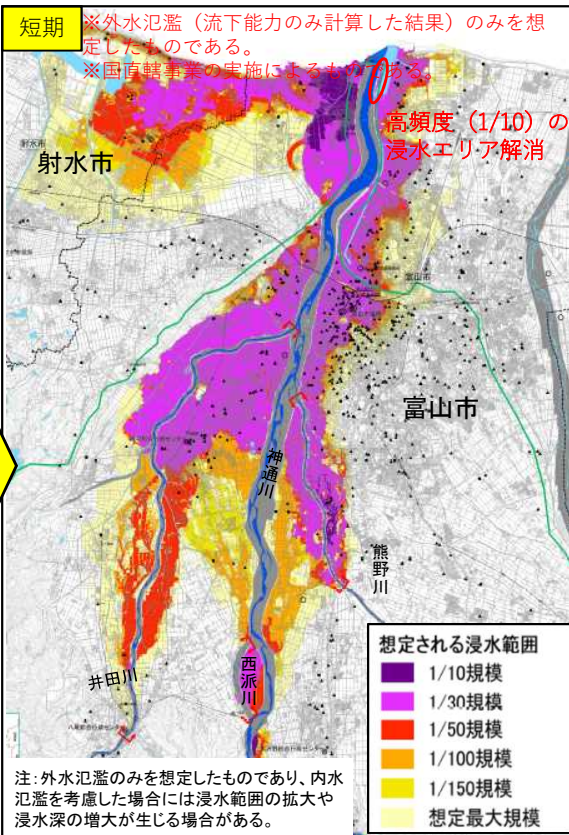 短期
※外水氾濫（流下能力のみ計算した結果）のみを想
定したものである。
※国直轄事業の実施によるものである。
高頻度（1/10）の
浸水エリア解消
射水市
射水市
富山市
富山市
神通川
熊野川
西派川
井田川
想定される浸水範囲
1/10規模
1/30規模
1/50規模
1/100規模
1/150規模
想定最大規模
注：外水氾濫のみを想定したものであり、内水
氾濫を考慮した場合には浸水範囲の拡大や
浸水深の増大が生じる場合がある。